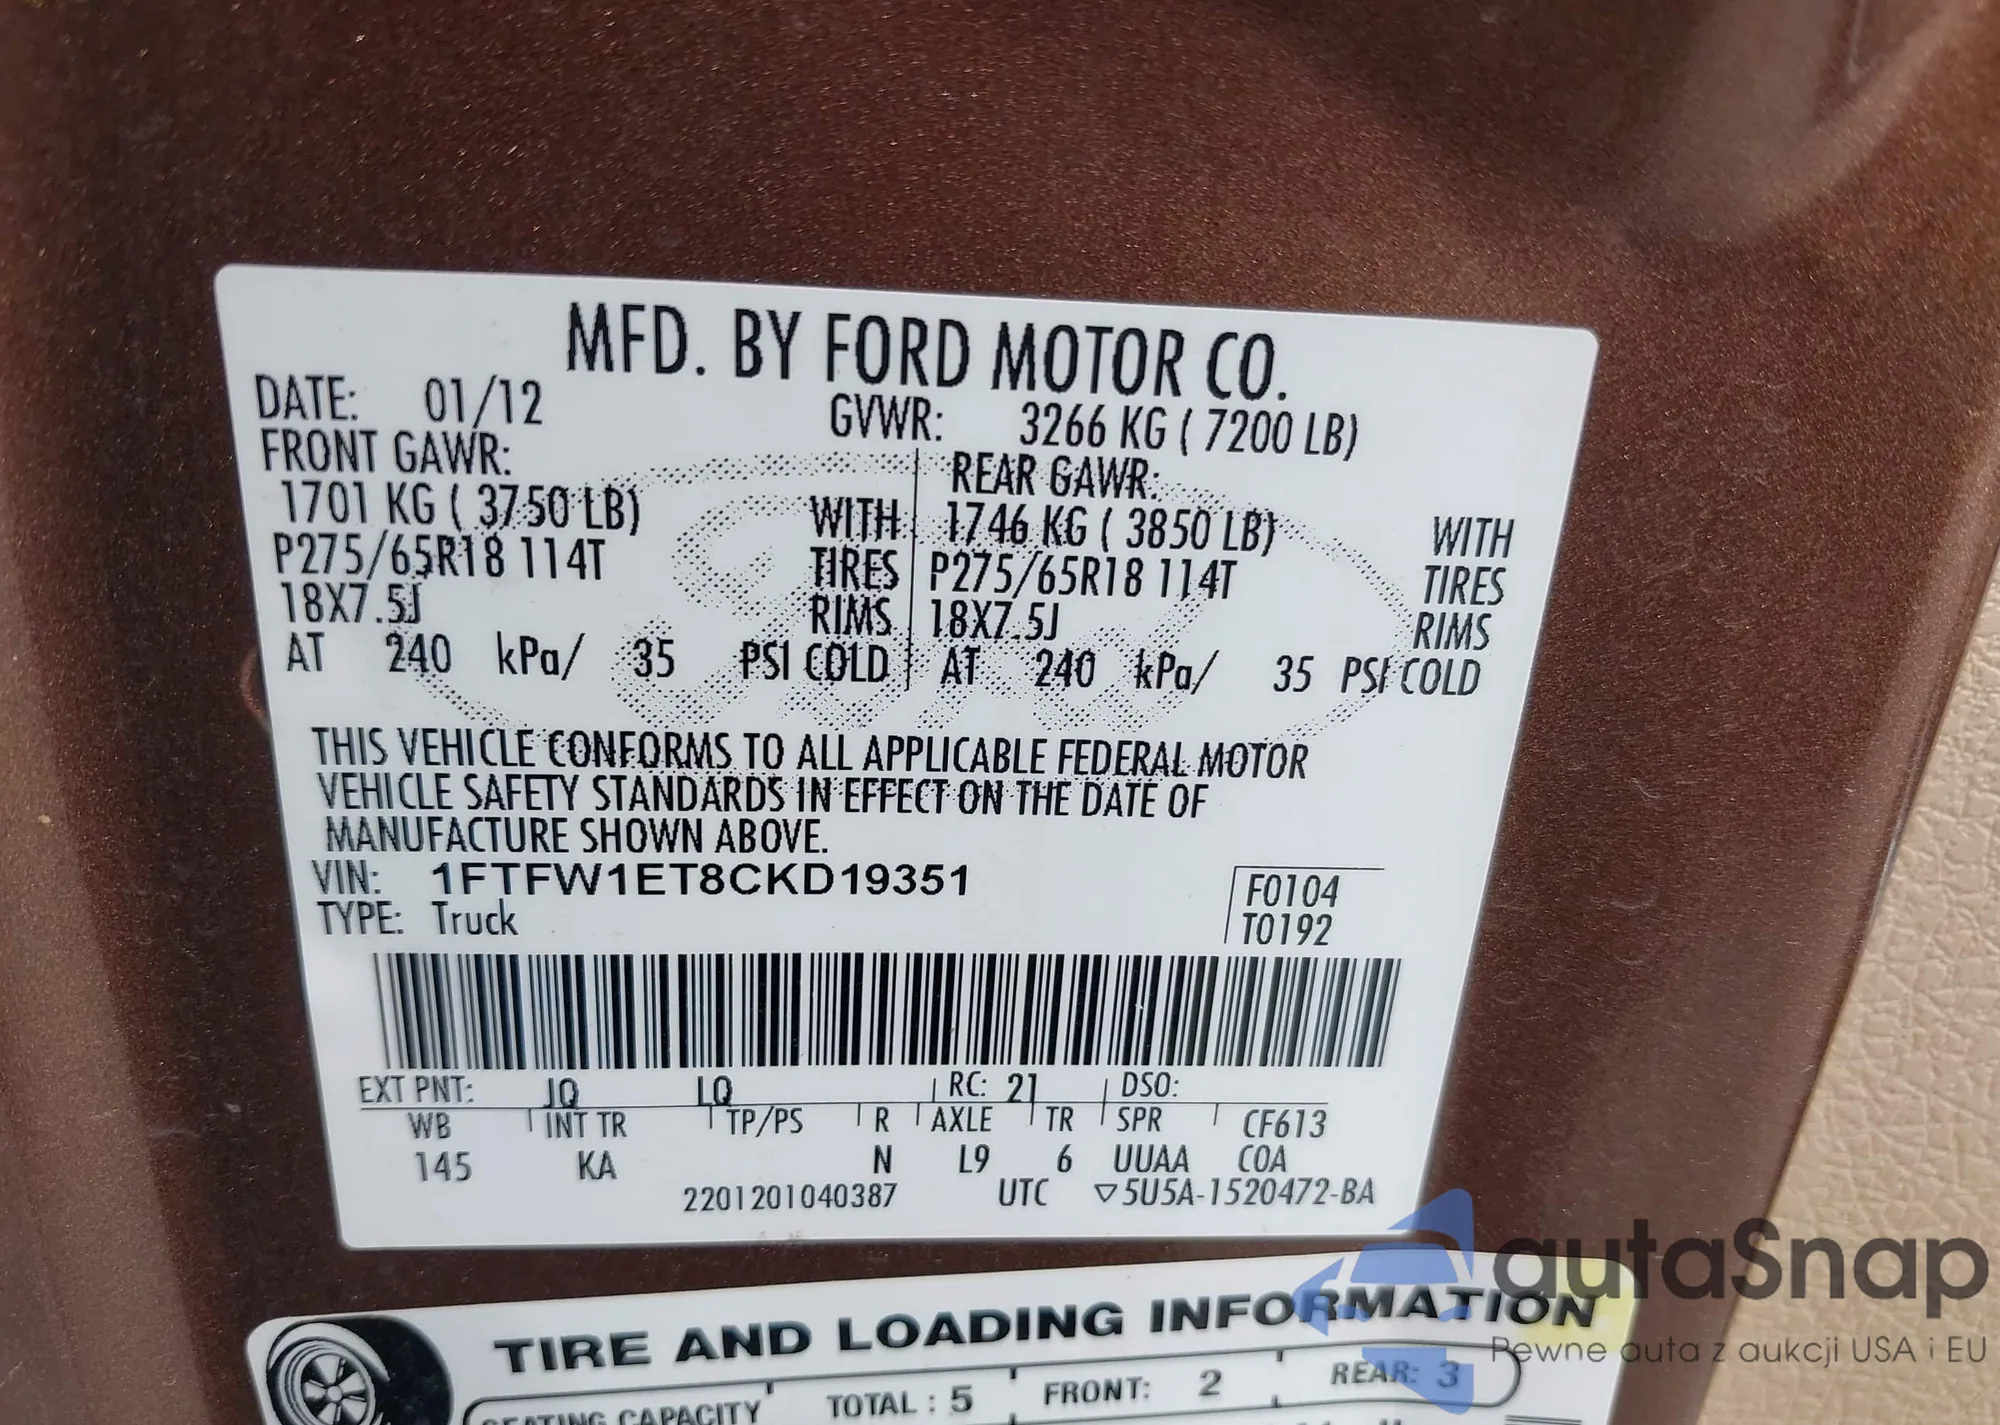 MFD. BY FORD MOTOR CO.
DATE: 01/12 GVWR: 3266 KG ( 7200 LB)
FRONT GAWR: REAR GAWR:
1701 KG ( 3750 LB) WITH 1746 KG ( 3850 LB) WITH
P275/65R18 114T TIRES P275/65R18 114T TIRES
18X7.5J RIMS 18X7.5J RIMS
AT 240 kPa/ 35 PSI COLD AT 240 kPa/ 35 PSI COLD
THIS VEHICLE CONFORMS TO ALL APPLICABLE FEDERAL MOTOR
VEHICLE SAFETY STANDARDS IN EFFECT ON THE DATE OF
MANUFACTURE SHOWN ABOVE.
VIN: 1FTFW1ET8CKD19351 F0104
TYPE: Truck T0192
EXT PNT: JQ LQ RC: 21 DSO:
WB INT TR TP/PS R AXLE TR SPR CF613
145 KA N L9 6 UUAA COA
2201201040387 UTC ▽5U5A-1520472-BA
TIRE AND LOADING INFORMATION
SEATING CAPACITY TOTAL : 5 FRONT: 2 REAR: 3
autaSnap
Pewne auta z aukcji USA i EU